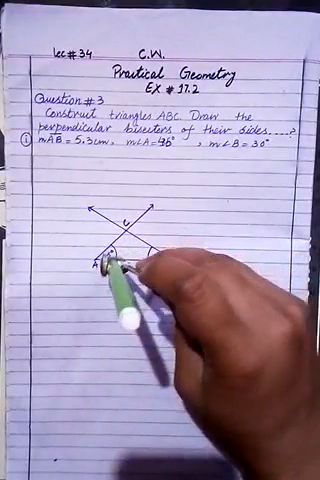 Lec # 34 C.W.
Practical Geometry
EX # 17.2
Question # 3
Construct triangles ABC. Draw the
perpendicular bisectors of their sides......?
(i) mAB = 5.3cm, m∠A = 45° , m∠B = 30°
C
A